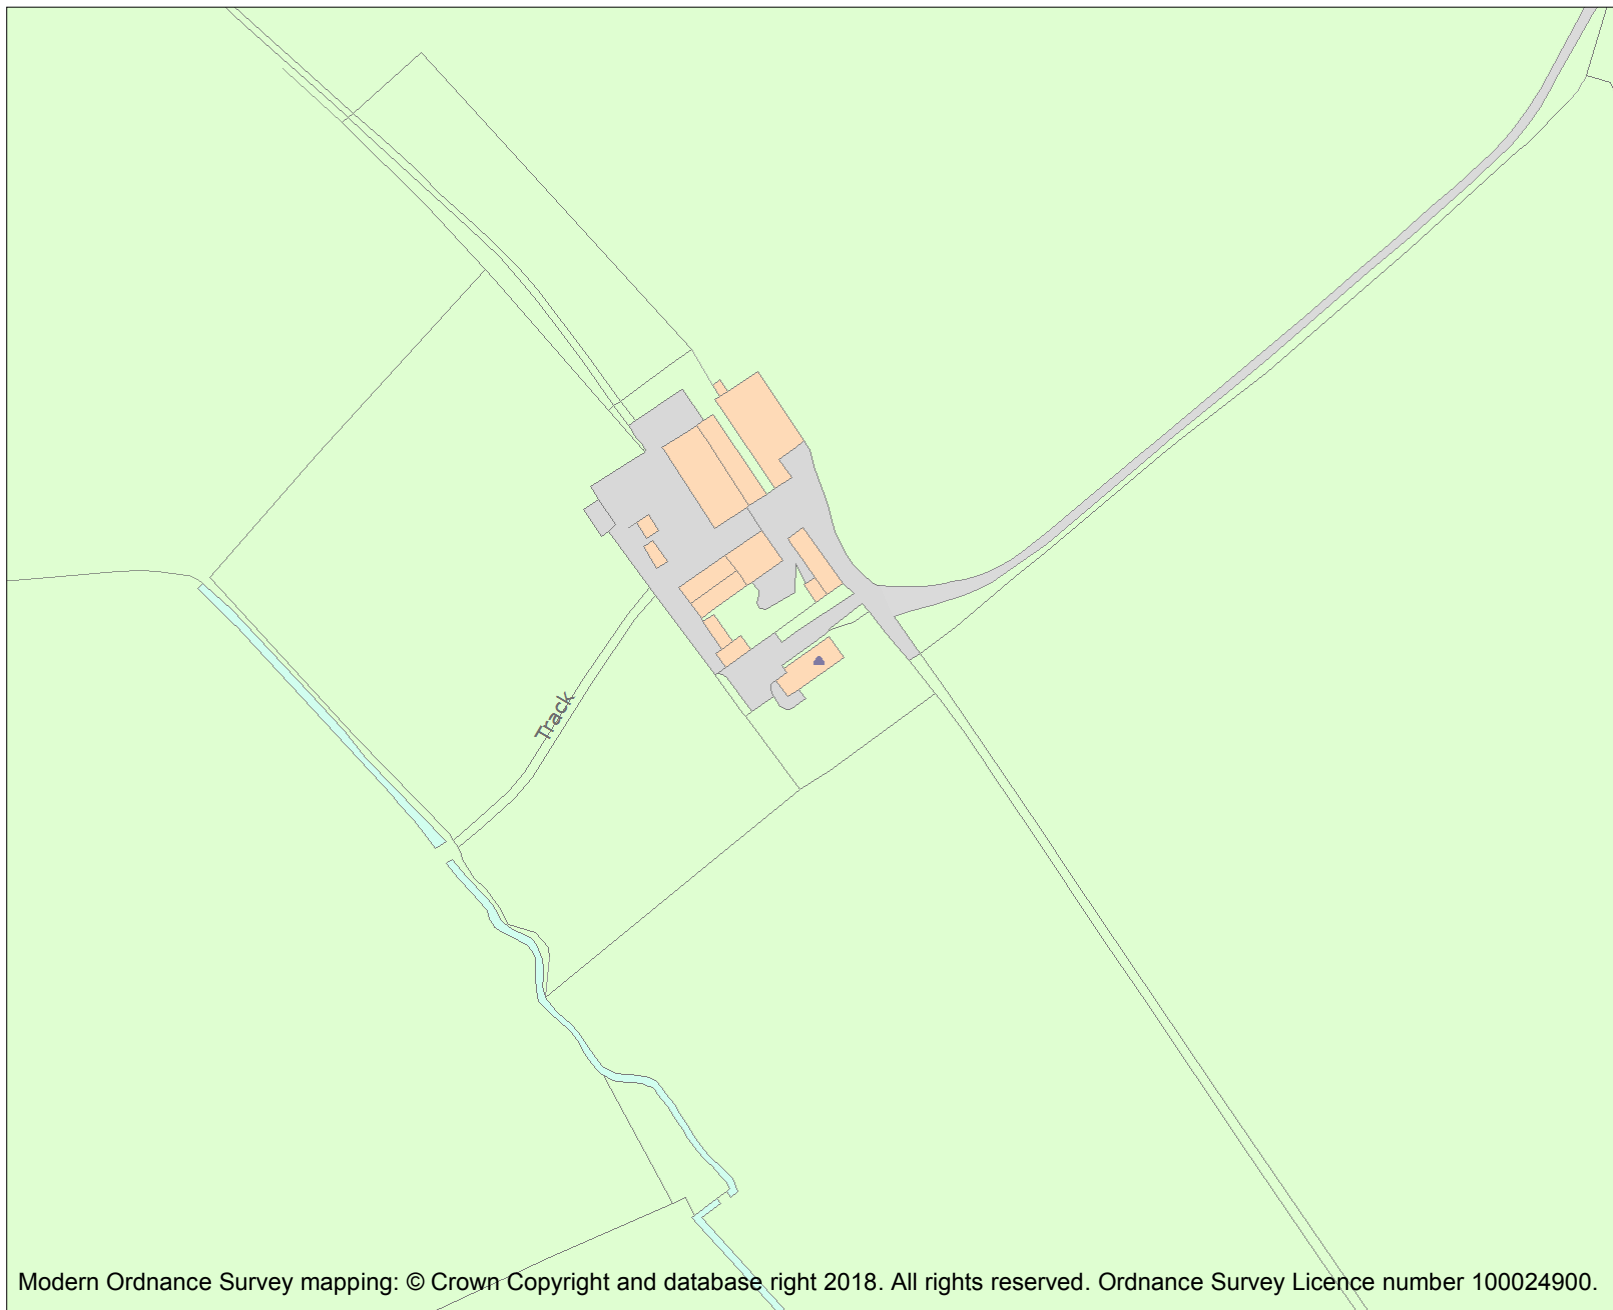 Track
Modern Ordnance Survey mapping: © Crown Copyright and database right 2018. All rights reserved. Ordnance Survey Licence number 100024900.